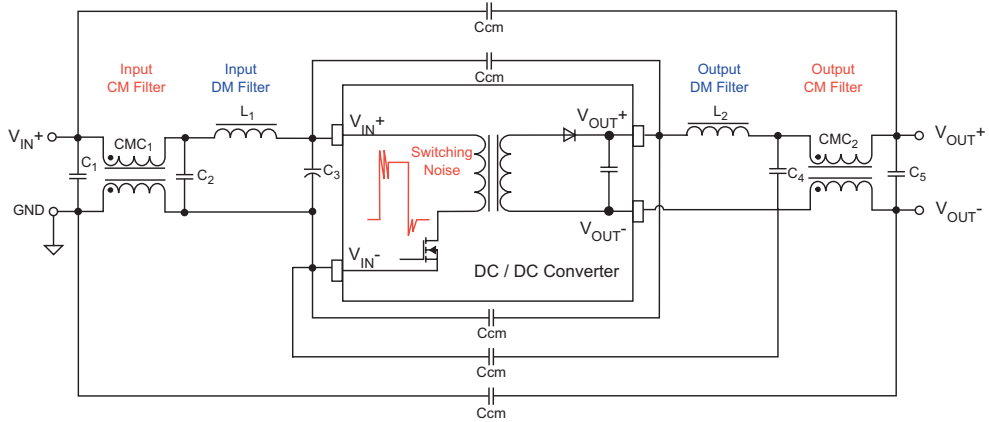 Ccm
Ccm
Input
CM Filter
Input
DM Filter
Output
DM Filter
Output
CM Filter
L1
L2
VIN+
CMC1
C1
C2
C3
VIN+
Switching
Noise
VOUT+
C4
CMC2
C5
VOUT+
GND
VIN-
VOUT-
VOUT-
DC / DC Converter
Ccm
Ccm
Ccm